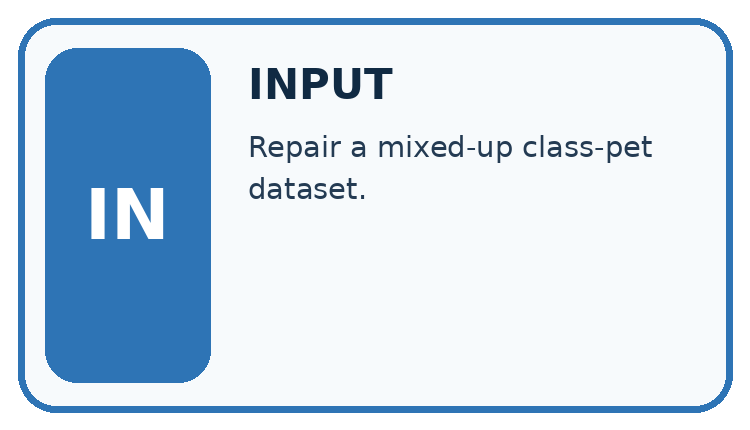 IN
INPUT
Repair a mixed-up class-pet
dataset.